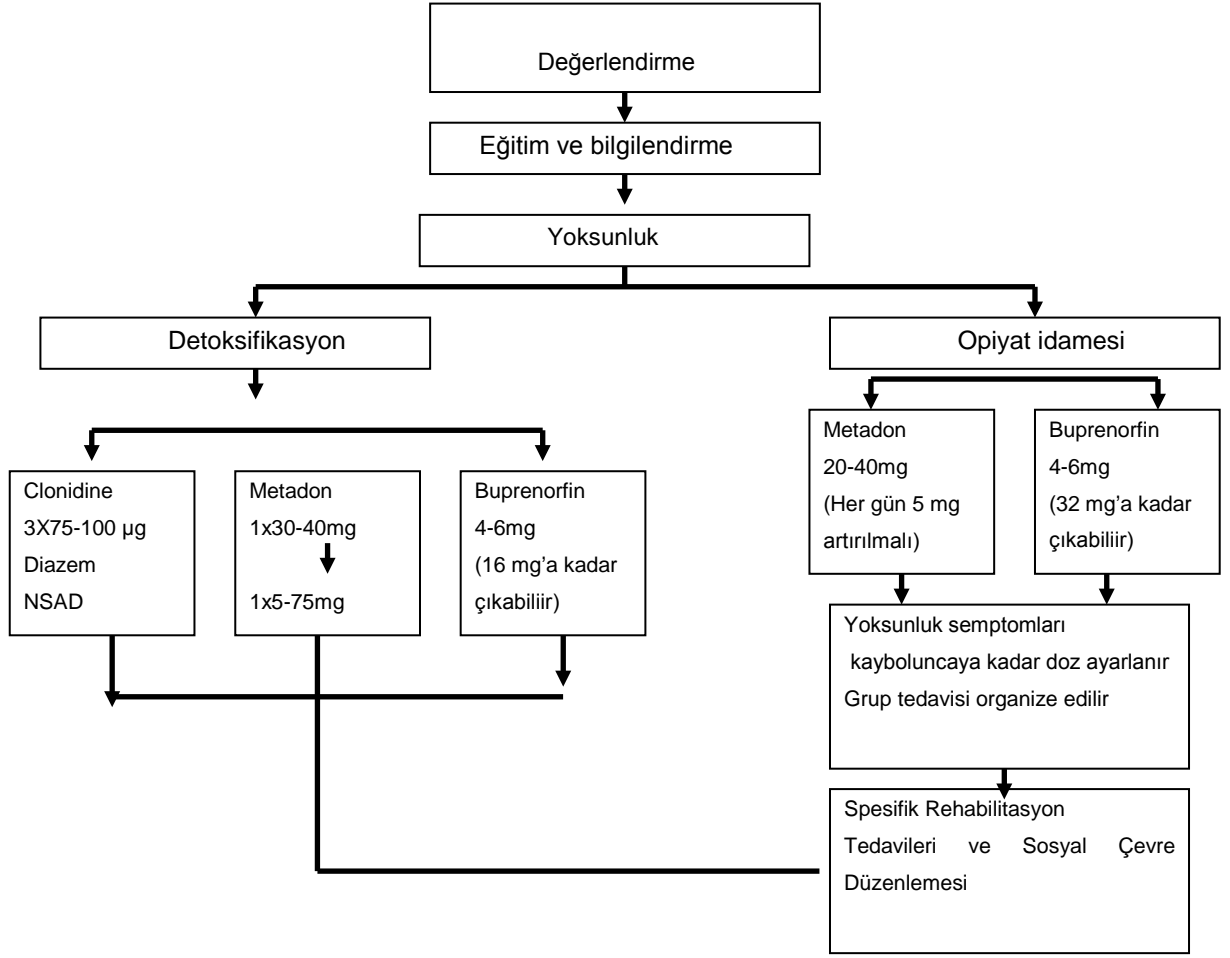 Değerlendirme
Eğitim ve bilgilendirme
Yoksunluk
Detoksifikasyon
Opiyat idamesi
Clonidine
3X75-100 µg
Diazem
NSAD
Metadon
1x30-40mg
1x5-75mg
Buprenorfin
4-6mg
(16 mg’a kadar
çıkabiliir)
Metadon
20-40mg
(Her gün 5 mg
artırılmalı)
Buprenorfin
4-6mg
(32 mg’a kadar
çıkabiliir)
Yoksunluk semptomları
kayboluncaya kadar doz ayarlanır
Grup tedavisi organize edilir
Spesifik Rehabilitasyon
Tedavileri ve Sosyal Çevre
Düzenlemesi